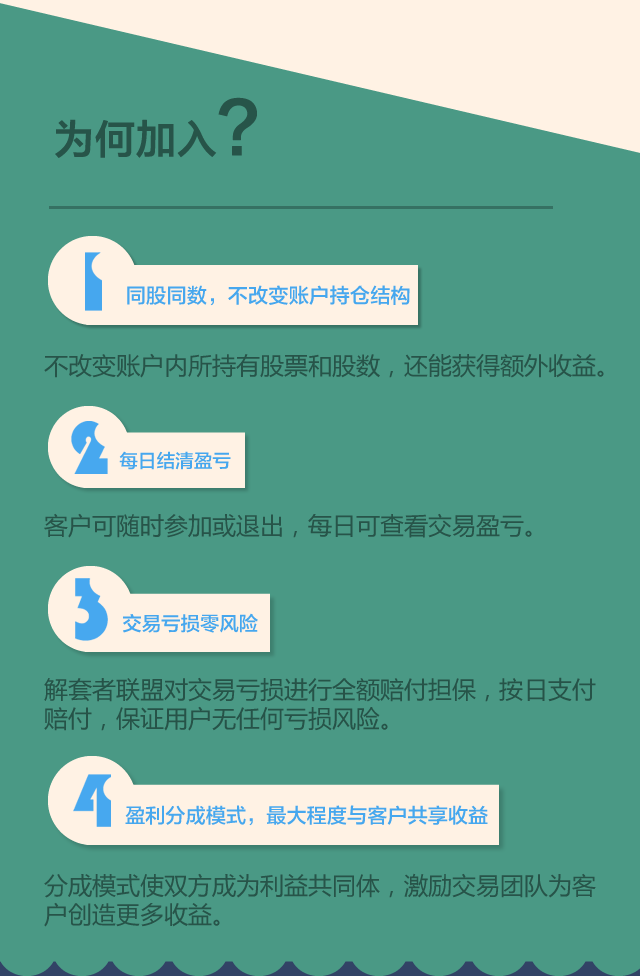 为何加入?
1 同股同数，不改变账户持仓结构
不改变账户内所持有股票和股数，还能获得额外收益。
2 每日结清盈亏
客户可随时参加或退出，每日可查看交易盈亏。
3 交易亏损零风险
解套者联盟对交易亏损进行全额赔付担保，按日支付
赔付，保证用户无任何亏损风险。
4 盈利分成模式，最大程度与客户共享收益
分成模式使双方成为利益共同体，激励交易团队为客
户创造更多收益。